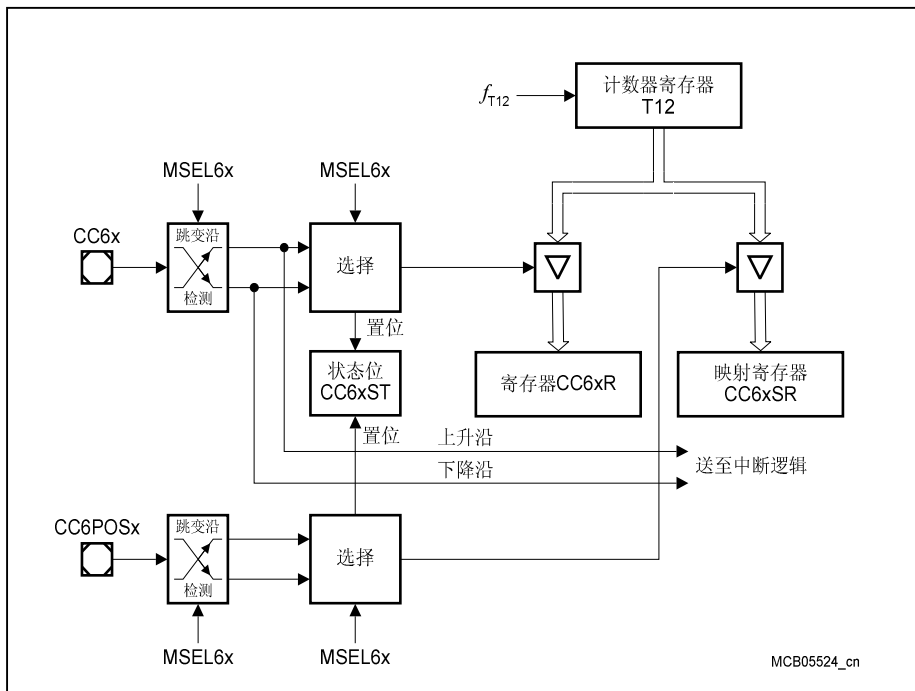 计数器寄存器
T12
fT12
MSEL6x
MSEL6x
CC6x
跳变沿
检测
选择
置位
状态位
CC6xST
寄存器CC6xR
映射寄存器
CC6xSR
置位
上升沿
下降沿
送至中断逻辑
CC6POSx
跳变沿
检测
选择
MSEL6x
MSEL6x
MCB05524_cn